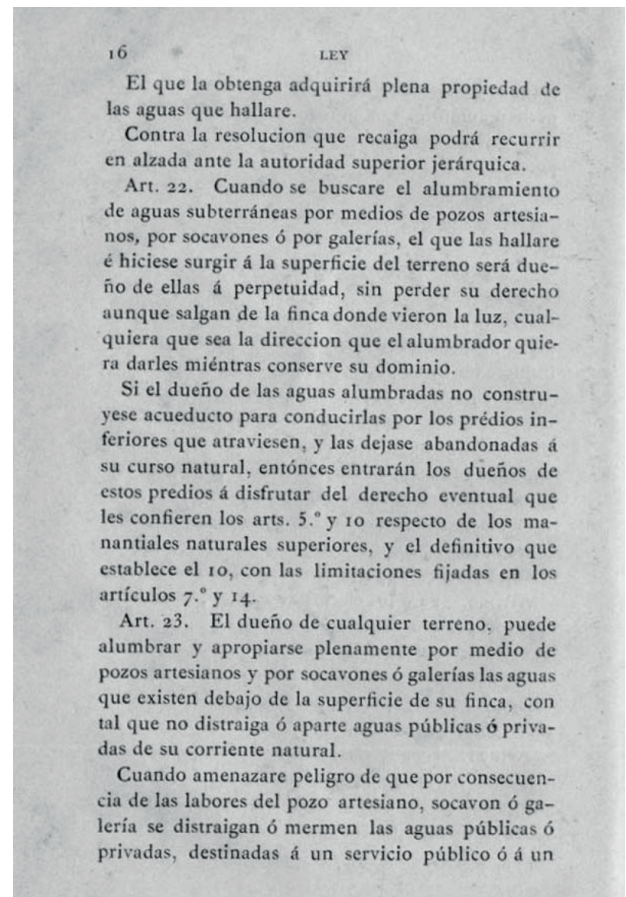 16 LEY
El que la obtenga adquirirá plena propiedad de
las aguas que hallare.
Contra la resolucion que recaiga podrá recurrir
en alzada ante la autoridad superior jerárquica.
Art. 22. Cuando se buscare el alumbramiento
de aguas subterráneas por medios de pozos artesia-
nos, por socavones ó por galerías, el que las hallare
é hiciese surgir á la superficie del terreno será due-
ño de ellas á perpetuidad, sin perder su derecho
aunque salgan de la finca donde vieron la luz, cual-
quiera que sea la direccion que el alumbrador quie-
ra darles miéntras conserve su dominio.
Si el dueño de las aguas alumbradas no constru-
yese acueducto para conducirlas por los prédios in-
feriores que atraviesen, y las dejase abandonadas á
su curso natural, entónces entrarán los dueños de
estos predios á disfrutar del derecho eventual que
les confieren los arts. 5.º y 10 respecto de los ma-
nantiales naturales superiores, y el definitivo que
establece el 10, con las limitaciones fijadas en los
artículos 7.º y 14.
Art. 23. El dueño de cualquier terreno, puede
alumbrar y apropiarse plenamente por medio de
pozos artesianos y por socavones ó galerías las aguas
que existen debajo de la superficie de su finca, con
tal que no distraiga ó aparte aguas públicas ó priva-
das de su corriente natural.
Cuando amenazare peligro de que por consecuen-
cia de las labores del pozo artesiano, socavon ó ga-
lería se distraigan ó mermen las aguas públicas ó
privadas, destinadas á un servicio público ó á un